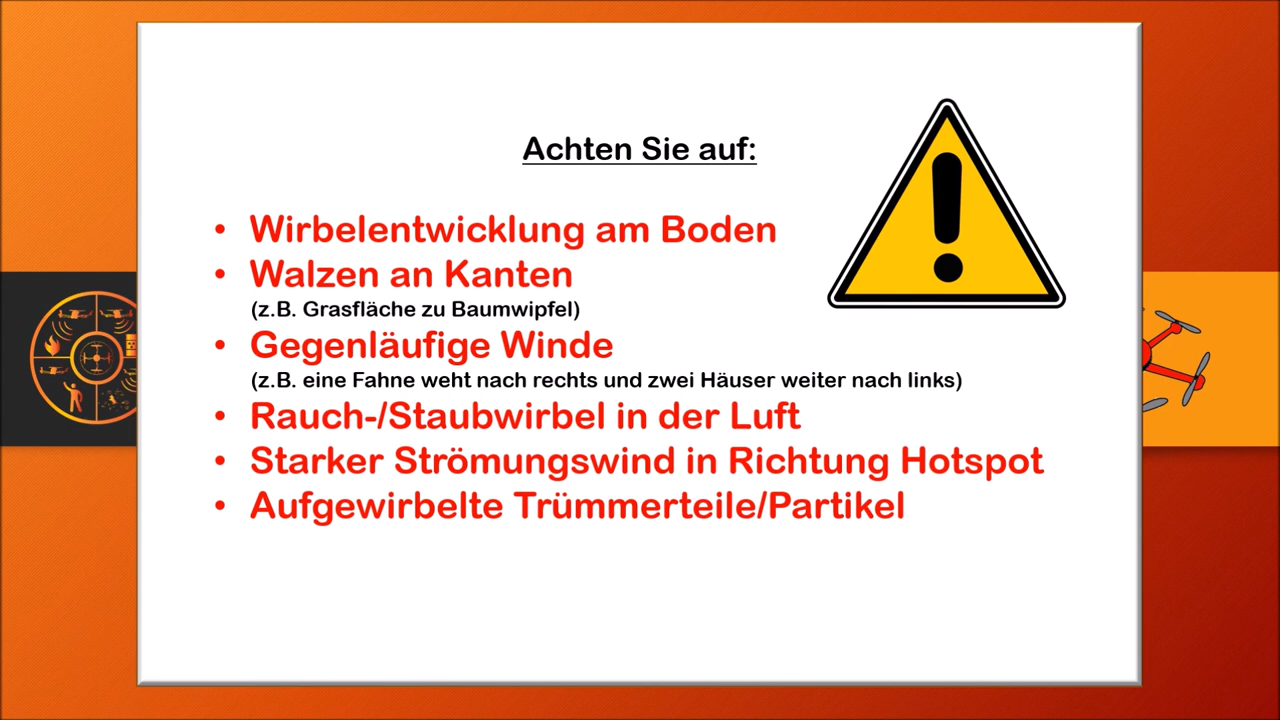 Achten Sie auf:
• Wirbelentwicklung am Boden
• Walzen an Kanten
(z.B. Grasfläche zu Baumwipfel)
• Gegenläufige Winde
(z.B. eine Fahne weht nach rechts und zwei Häuser weiter nach links)
• Rauch-/Staubwirbel in der Luft
• Starker Strömungswind in Richtung Hotspot
• Aufgewirbelte Trümmerteile/Partikel